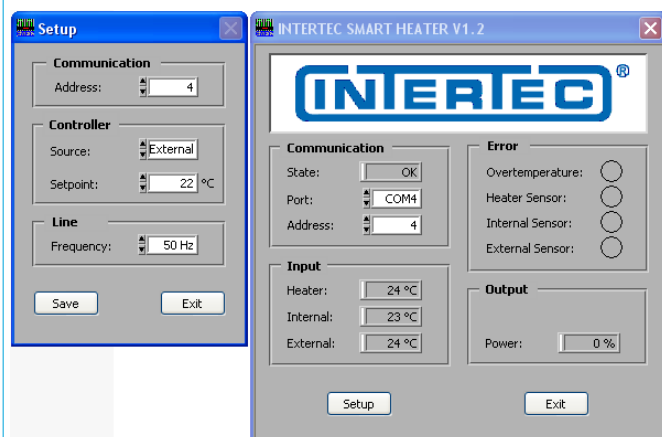 Setup
Communication
Address: 4
Controller
Source: External
Setpoint: 22 °C
Line
Frequency: 50 Hz
Save Exit
INTERTEC SMART HEATER V1.2
INTERTEC®
Communication
State: OK
Port: COM4
Address: 4
Input
Heater: 24 °C
Internal: 23 °C
External: 24 °C
Error
Overtemperature:
Heater Sensor:
Internal Sensor:
External Sensor:
Output
Power: 0 %
Setup Exit